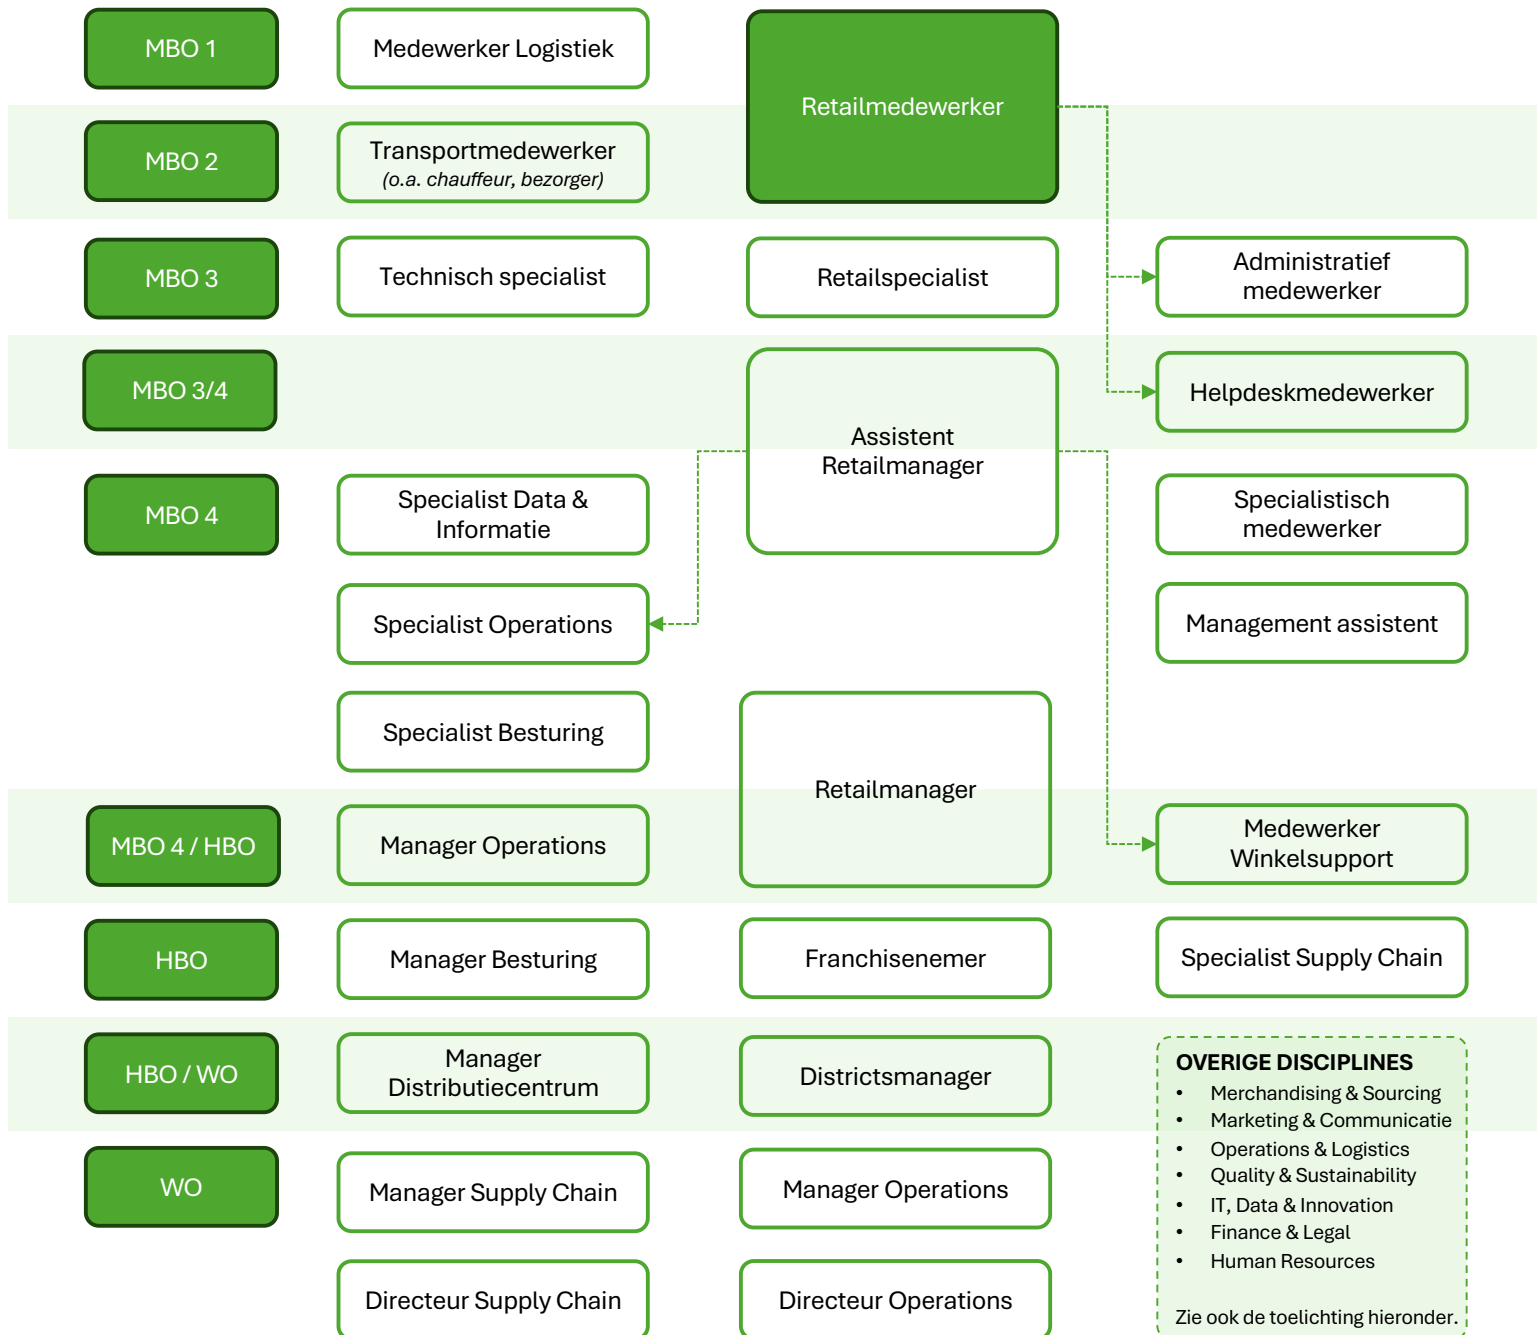 MBO 1
Medewerker Logistiek
Retailmedewerker
MBO 2
Transportmedewerker
(o.a. chauffeur, bezorger)
MBO 3
Technisch specialist
Retailspecialist
Administratief
medewerker
MBO 3/4
Helpdeskmedewerker
Assistent
Retailmanager
MBO 4
Specialist Data &
Informatie
Specialistisch
medewerker
Specialist Operations
Management assistent
Specialist Besturing
Retailmanager
MBO 4 / HBO
Manager Operations
Medewerker
Winkelsupport
HBO
Manager Besturing
Franchisenemer
Specialist Supply Chain
HBO / WO
Manager
Distributiecentrum
Districtsmanager
WO
Manager Supply Chain
Manager Operations
Directeur Supply Chain
Directeur Operations
OVERIGE DISCIPLINES
• Merchandising & Sourcing
• Marketing & Communicatie
• Operations & Logistics
• Quality & Sustainability
• IT, Data & Innovation
• Finance & Legal
• Human Resources
Zie ook de toelichting hieronder.